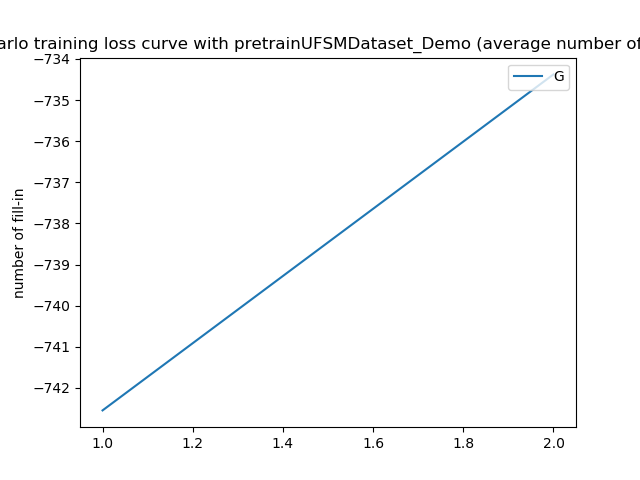 training loss curve with pretrainUFSMDataset_Demo (average number of
G
number of fill-in
−734
−735
−736
−737
−738
−739
−740
−741
−742
1.0 1.2 1.4 1.6 1.8 2.0